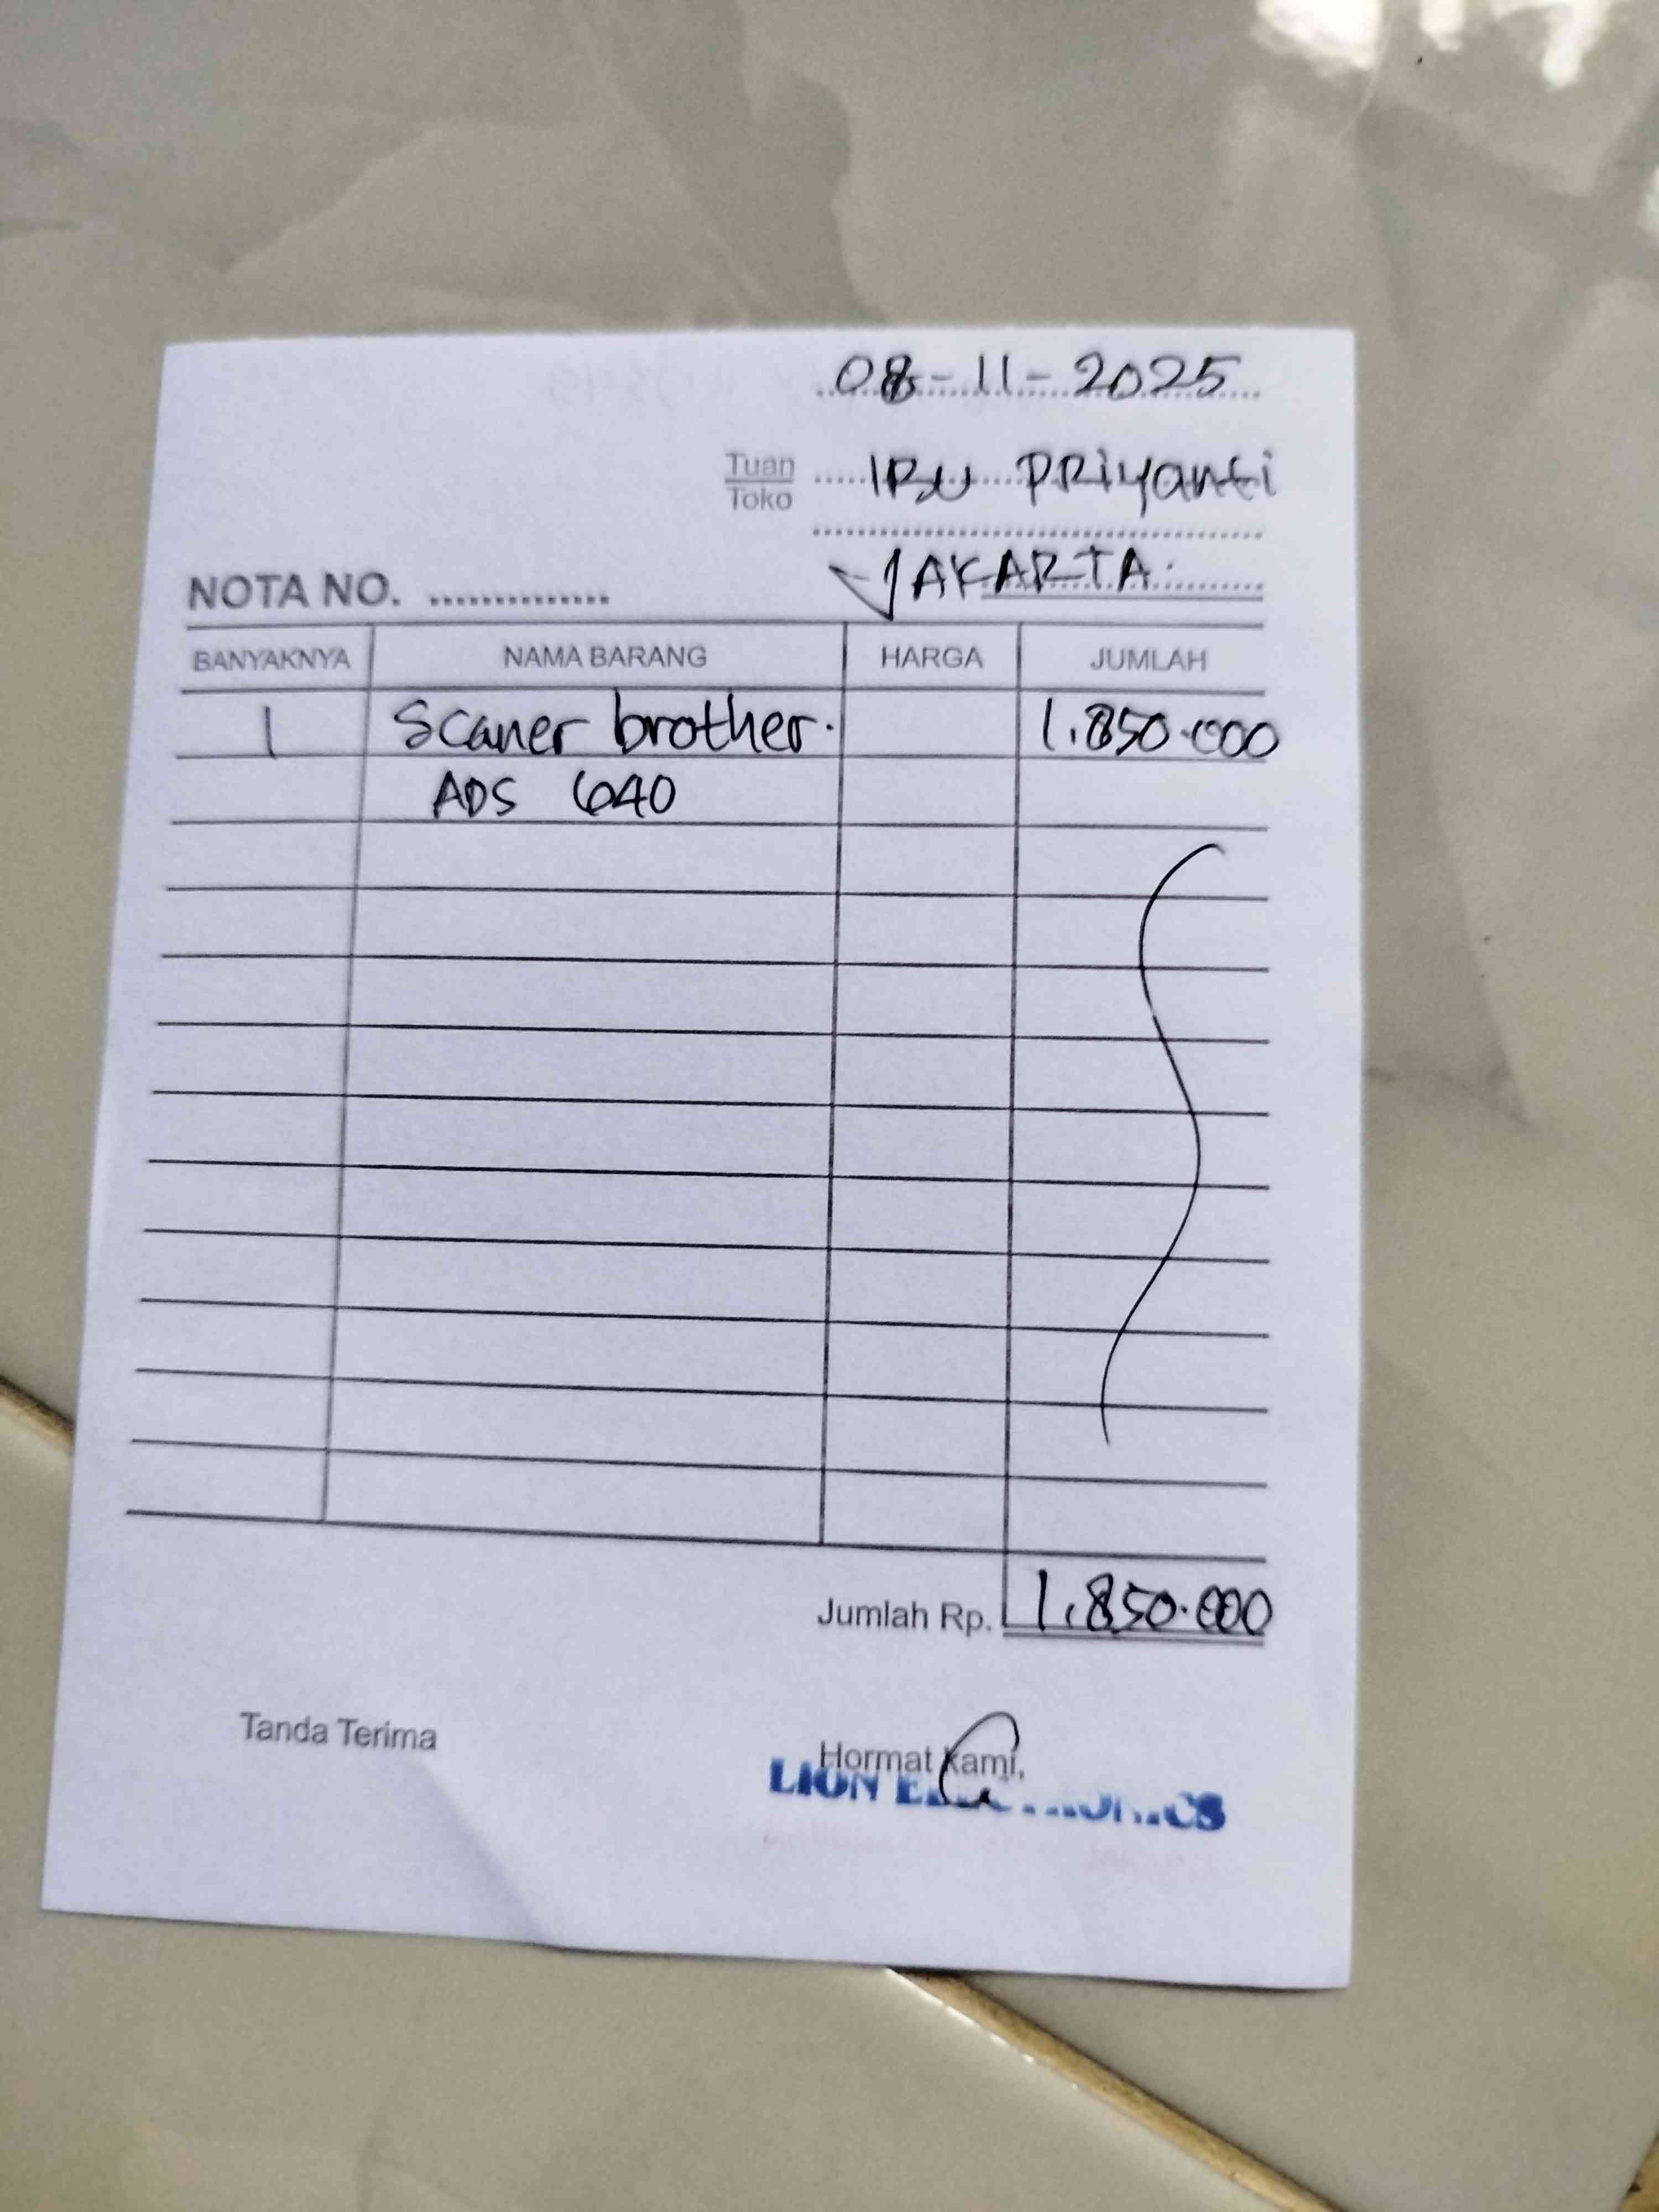 08-11-2025
Tuan IBU PRiyanti
Toko
JAKARTA.
NOTA NO. ...............
BANYAKNYA NAMA BARANG HARGA JUMLAH
1 Scaner brother. 1.850.000
ADS 640
Jumlah Rp. 1.850.000
Tanda Terima Hormat kami,
LION ELECTRONICS